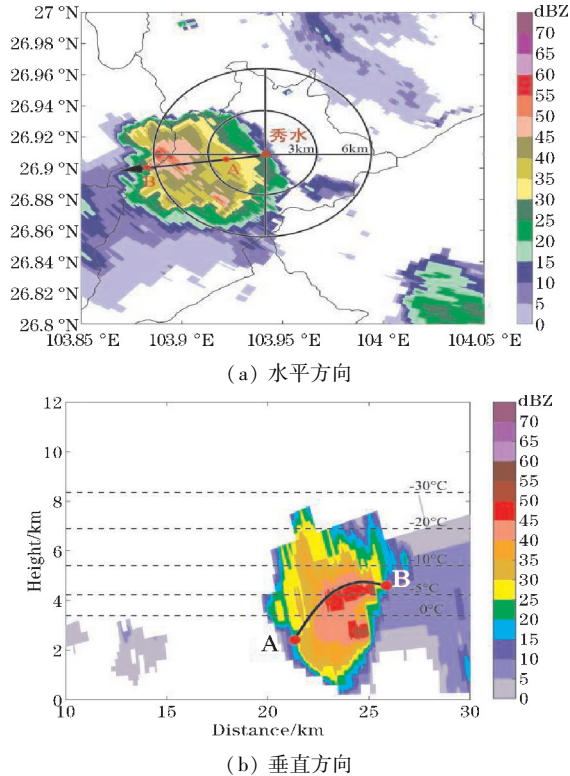 dBZ
27 °N
26.98 °N
26.96 °N
26.94 °N
26.92 °N
26.9 °N
26.88 °N
26.86 °N
26.84 °N
26.82 °N
26.8 °N
103.85 °E 103.9 °E 103.95 °E 104 °E 104.05 °E
秀水
3km 6km
A
B
70
65
60
55
50
45
40
35
30
25
20
15
10
5
0
(a) 水平方向
dBZ
12
10
8
6
4
2
0
Height/km
-30°C
-20°C
-10°C
-5°C
0°C
A
B
10 15 20 25 30
Distance/km
70
65
60
55
50
45
40
35
30
25
20
15
10
5
0
(b) 垂直方向